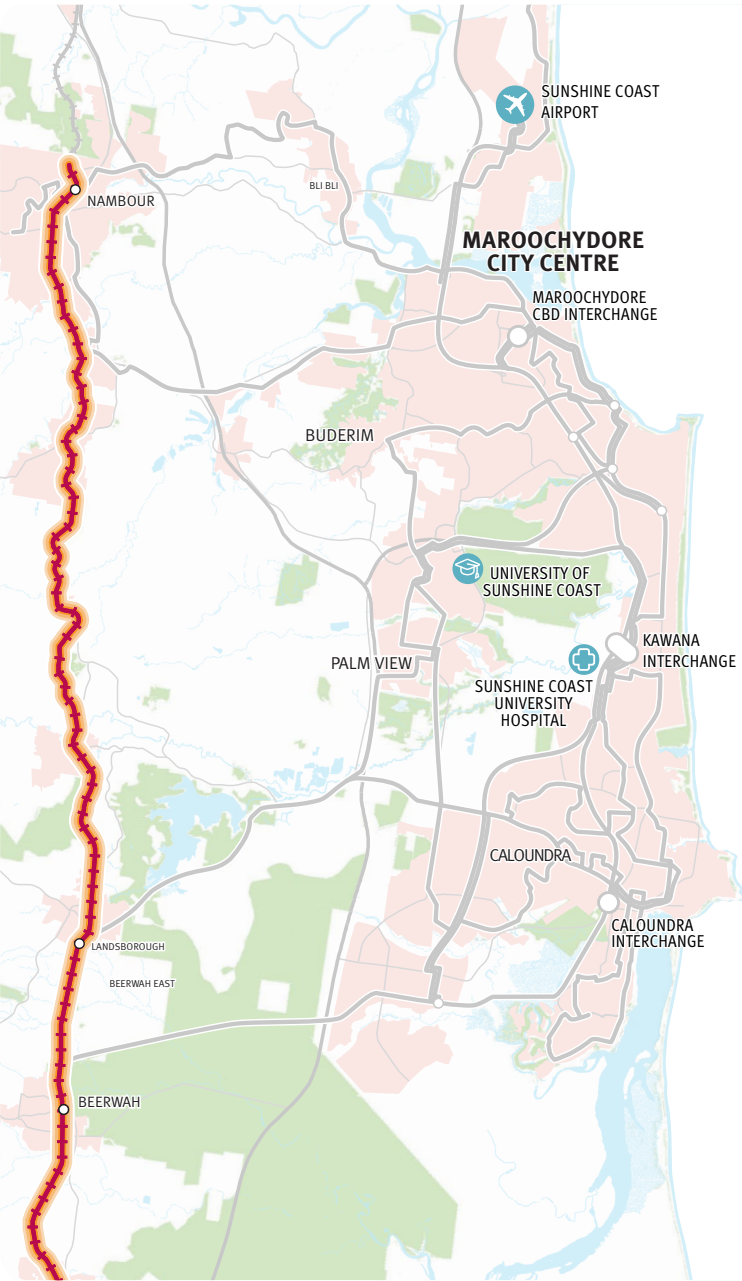 SUNSHINE COAST
AIRPORT
BLI BLI
NAMBOUR
MAROOCHYDORE
CITY CENTRE
MAROOCHYDORE
CBD INTERCHANGE
BUDERIM
UNIVERSITY OF
SUNSHINE COAST
KAWANA
INTERCHANGE
PALM VIEW
SUNSHINE COAST
UNIVERSITY
HOSPITAL
CALOUNDRA
CALOUNDRA
INTERCHANGE
LANDSBOROUGH
BEERWAH EAST
BEERWAH